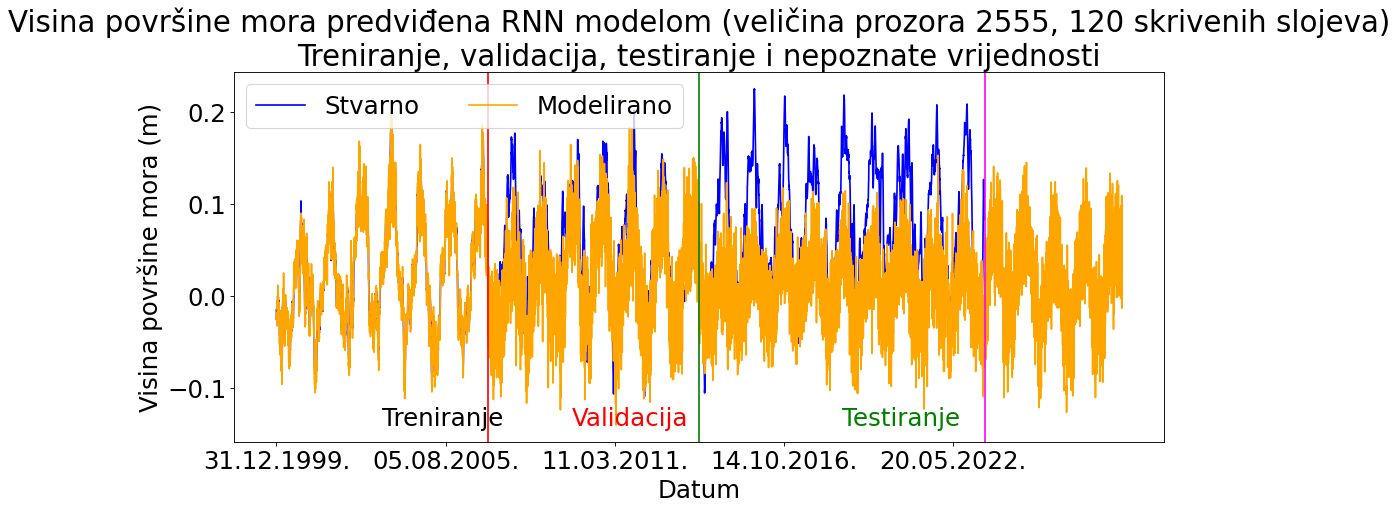 Visina površine mora predviđena RNN modelom (veličina prozora 2555, 120 skrivenih slojeva)
Treniranje, validacija, testiranje i nepoznate vrijednosti
Stvarno Modelirano
Visina površine mora (m)
0.2
0.1
0.0
−0.1
Treniranje Validacija Testiranje
31.12.1999. 05.08.2005. 11.03.2011. 14.10.2016. 20.05.2022.
Datum